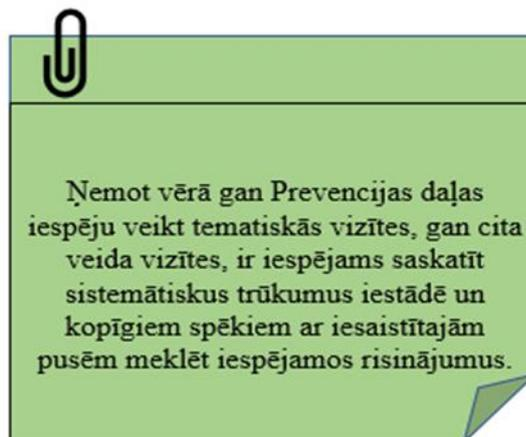 Ņemot vērā gan Prevencijas daļas
iespēju veikt tematiskās vizītes, gan cita
veida vizītes, ir iespējams saskatīt
sistemātiskus trūkumus iestādē un
kopīgiem spēkiem ar iesaistītajām
pusēm meklēt iespējamos risinājumus.